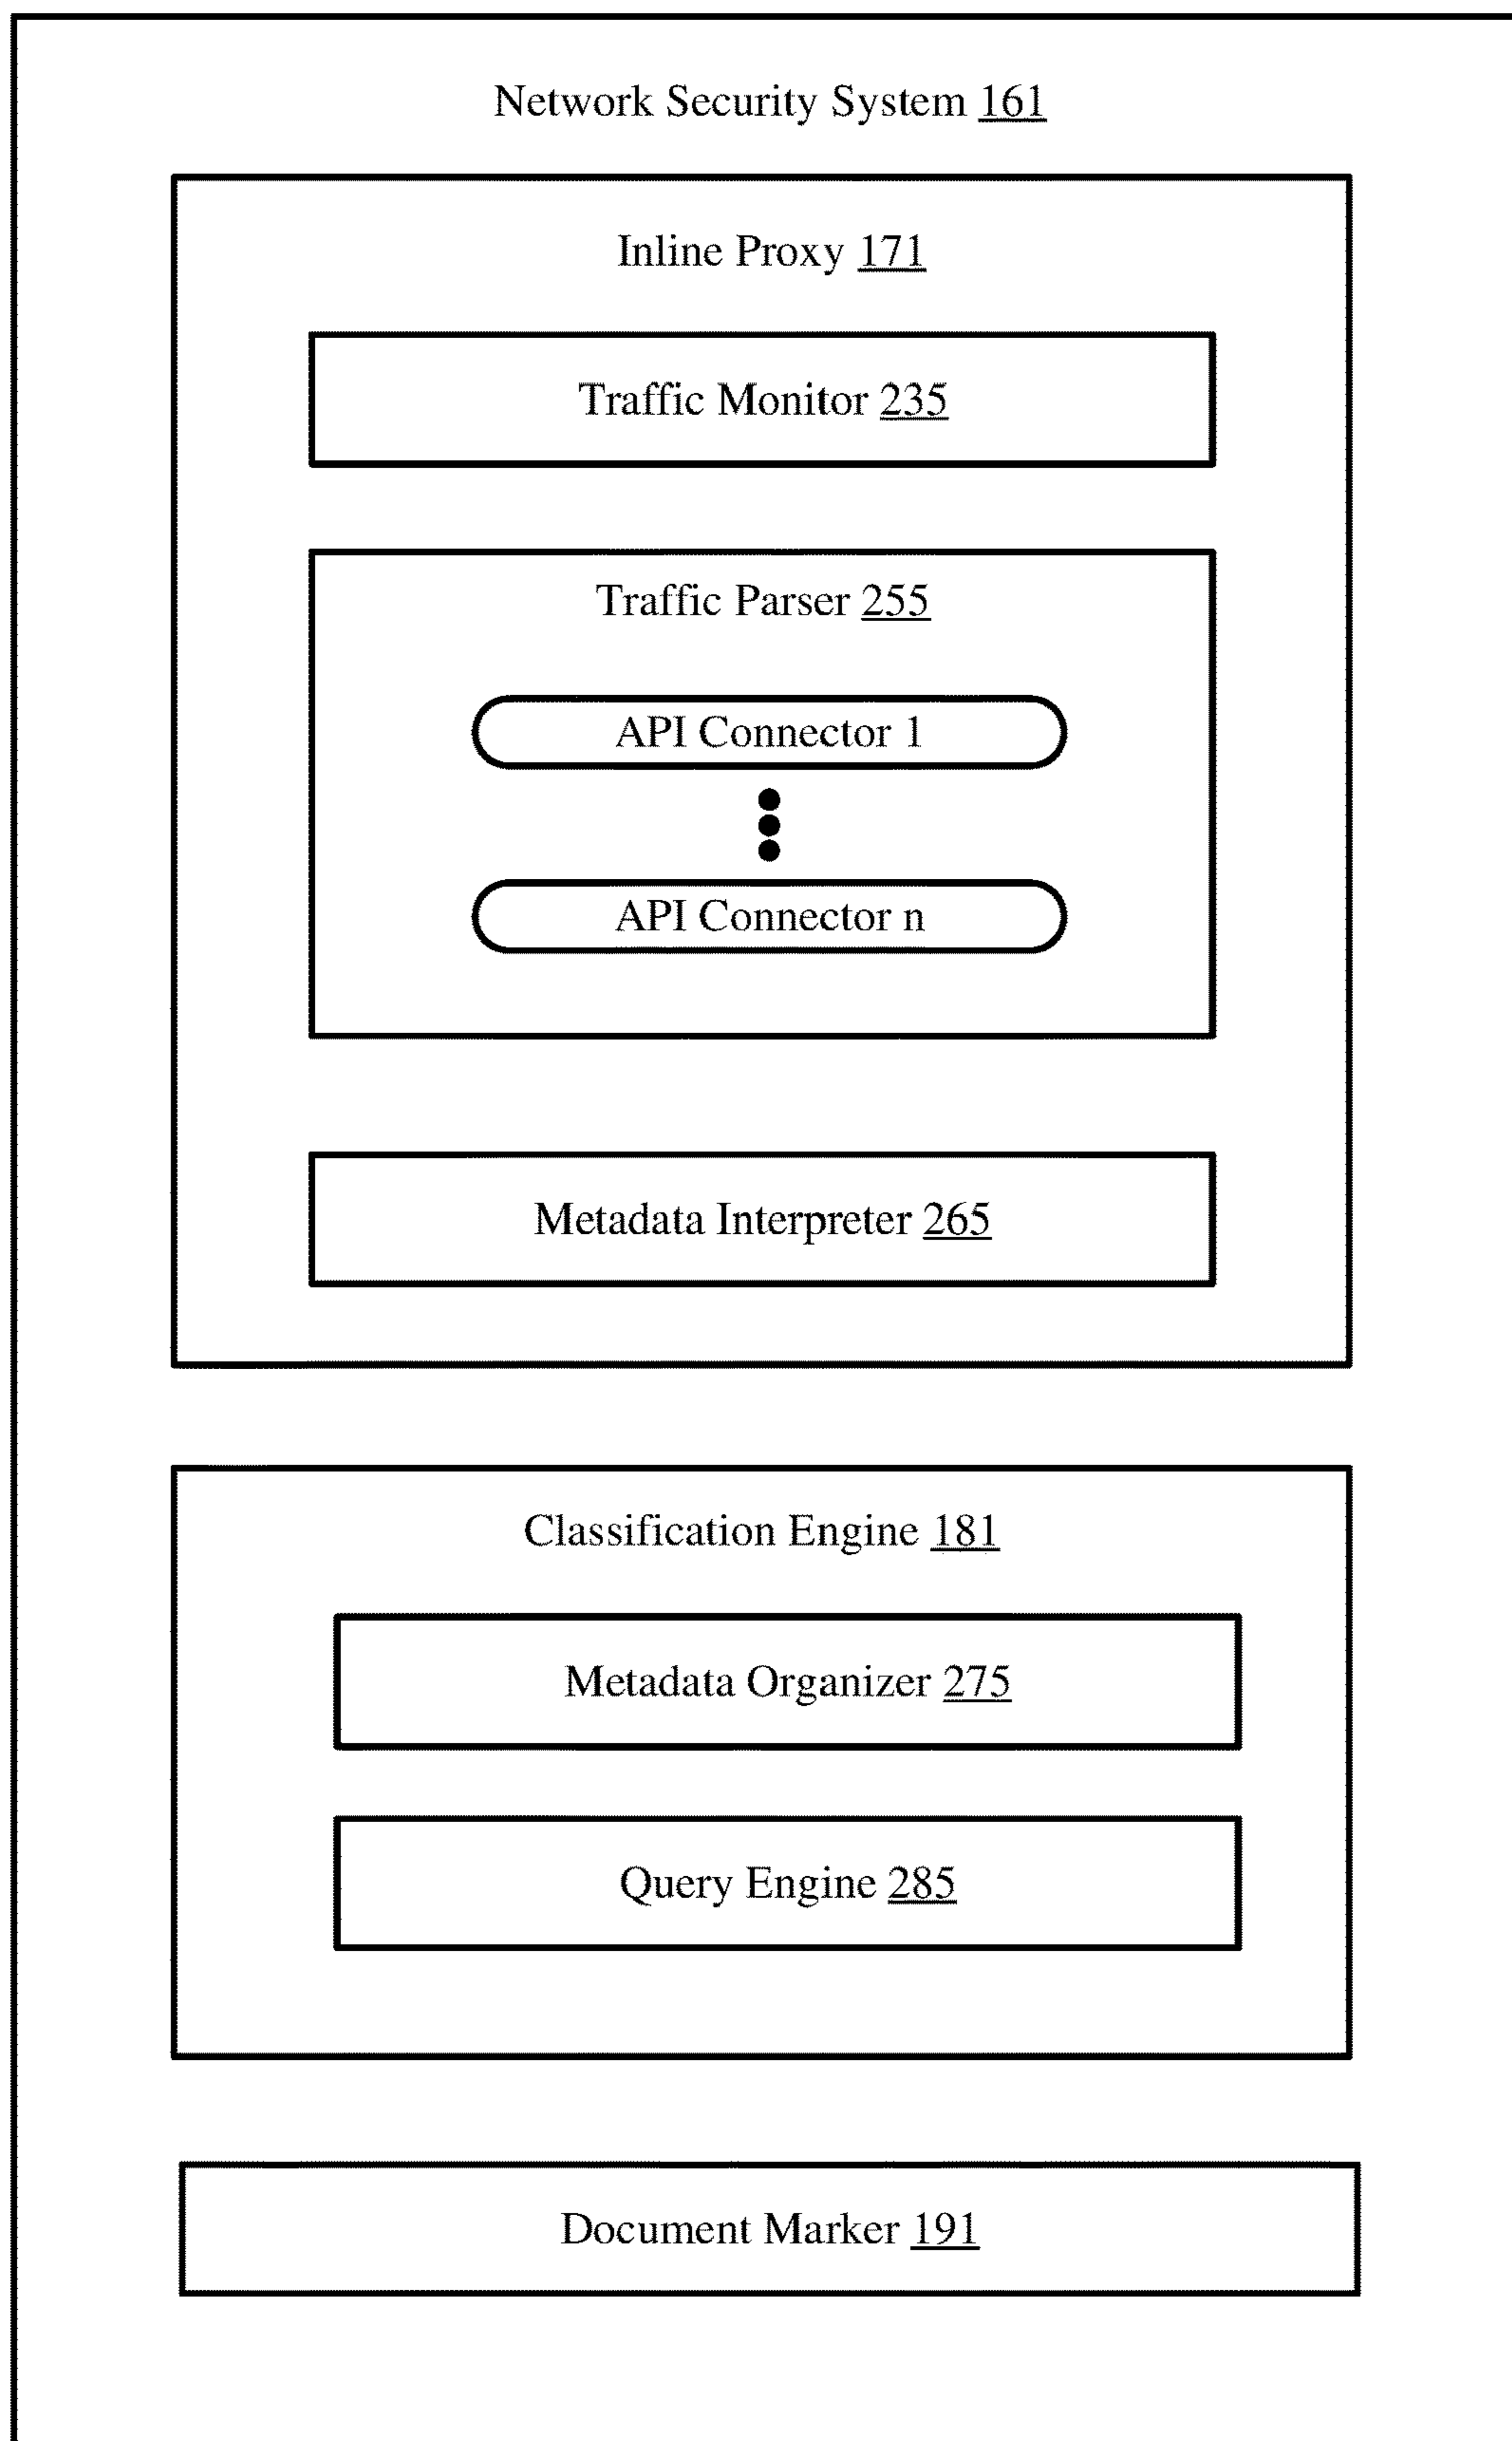 Network Security System 161
Inline Proxy 171
Traffic Monitor 235
Traffic Parser 255
API Connector 1
API Connector n
Metadata Interpreter 265
Classification Engine 181
Metadata Organizer 275
Query Engine 285
Document Marker 191